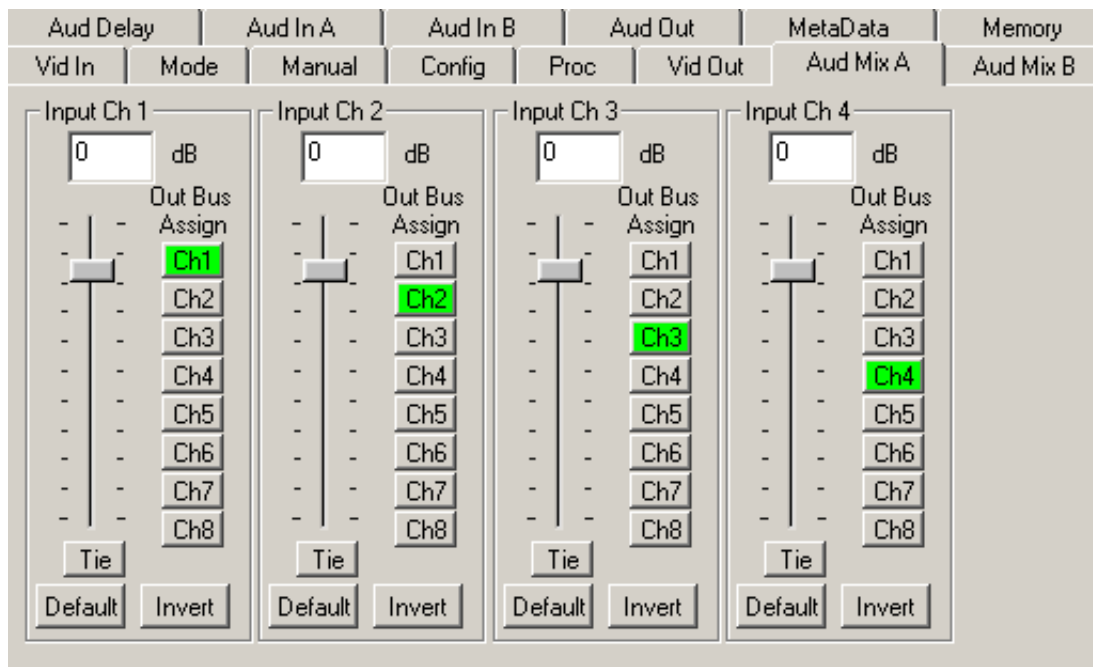 Aud Delay Aud In A Aud In B Aud Out MetaData Memory
Vid In Mode Manual Config Proc Vid Out Aud Mix A Aud Mix B
Input Ch 1 Input Ch 2 Input Ch 3 Input Ch 4
0 dB 0 dB 0 dB 0 dB
Out Bus Out Bus Out Bus Out Bus
Assign Assign Assign Assign
Ch1 Ch1 Ch1 Ch1
Ch2 Ch2 Ch2 Ch2
Ch3 Ch3 Ch3 Ch3
Ch4 Ch4 Ch4 Ch4
Ch5 Ch5 Ch5 Ch5
Ch6 Ch6 Ch6 Ch6
Ch7 Ch7 Ch7 Ch7
Ch8 Ch8 Ch8 Ch8
Tie Tie Tie Tie
Default Invert Default Invert Default Invert Default Invert